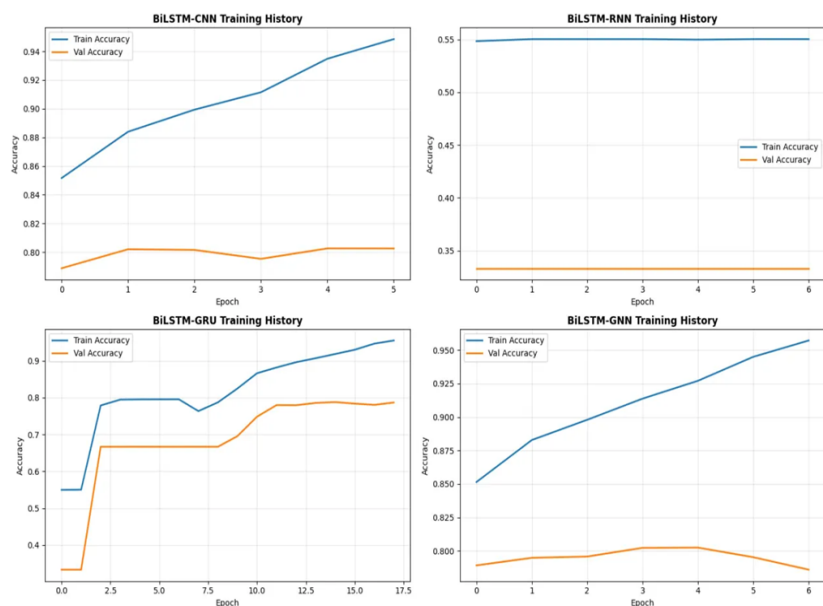 BiLSTM-CNN Training History
Train Accuracy
Val Accuracy
0.94
0.92
0.90
0.88
0.86
0.84
0.82
0.80
Accuracy
0 1 2 3 4 5
Epoch
BiLSTM-RNN Training History
0.55
0.50
0.45
0.40
0.35
Accuracy
Train Accuracy
Val Accuracy
0 1 2 3 4 5 6
Epoch
BiLSTM-GRU Training History
Train Accuracy
Val Accuracy
0.9
0.8
0.7
0.6
0.5
0.4
Accuracy
0.0 2.5 5.0 7.5 10.0 12.5 15.0 17.5
Epoch
BiLSTM-GNN Training History
Train Accuracy
Val Accuracy
0.950
0.925
0.900
0.875
0.850
0.825
0.800
Accuracy
0 1 2 3 4 5 6
Epoch